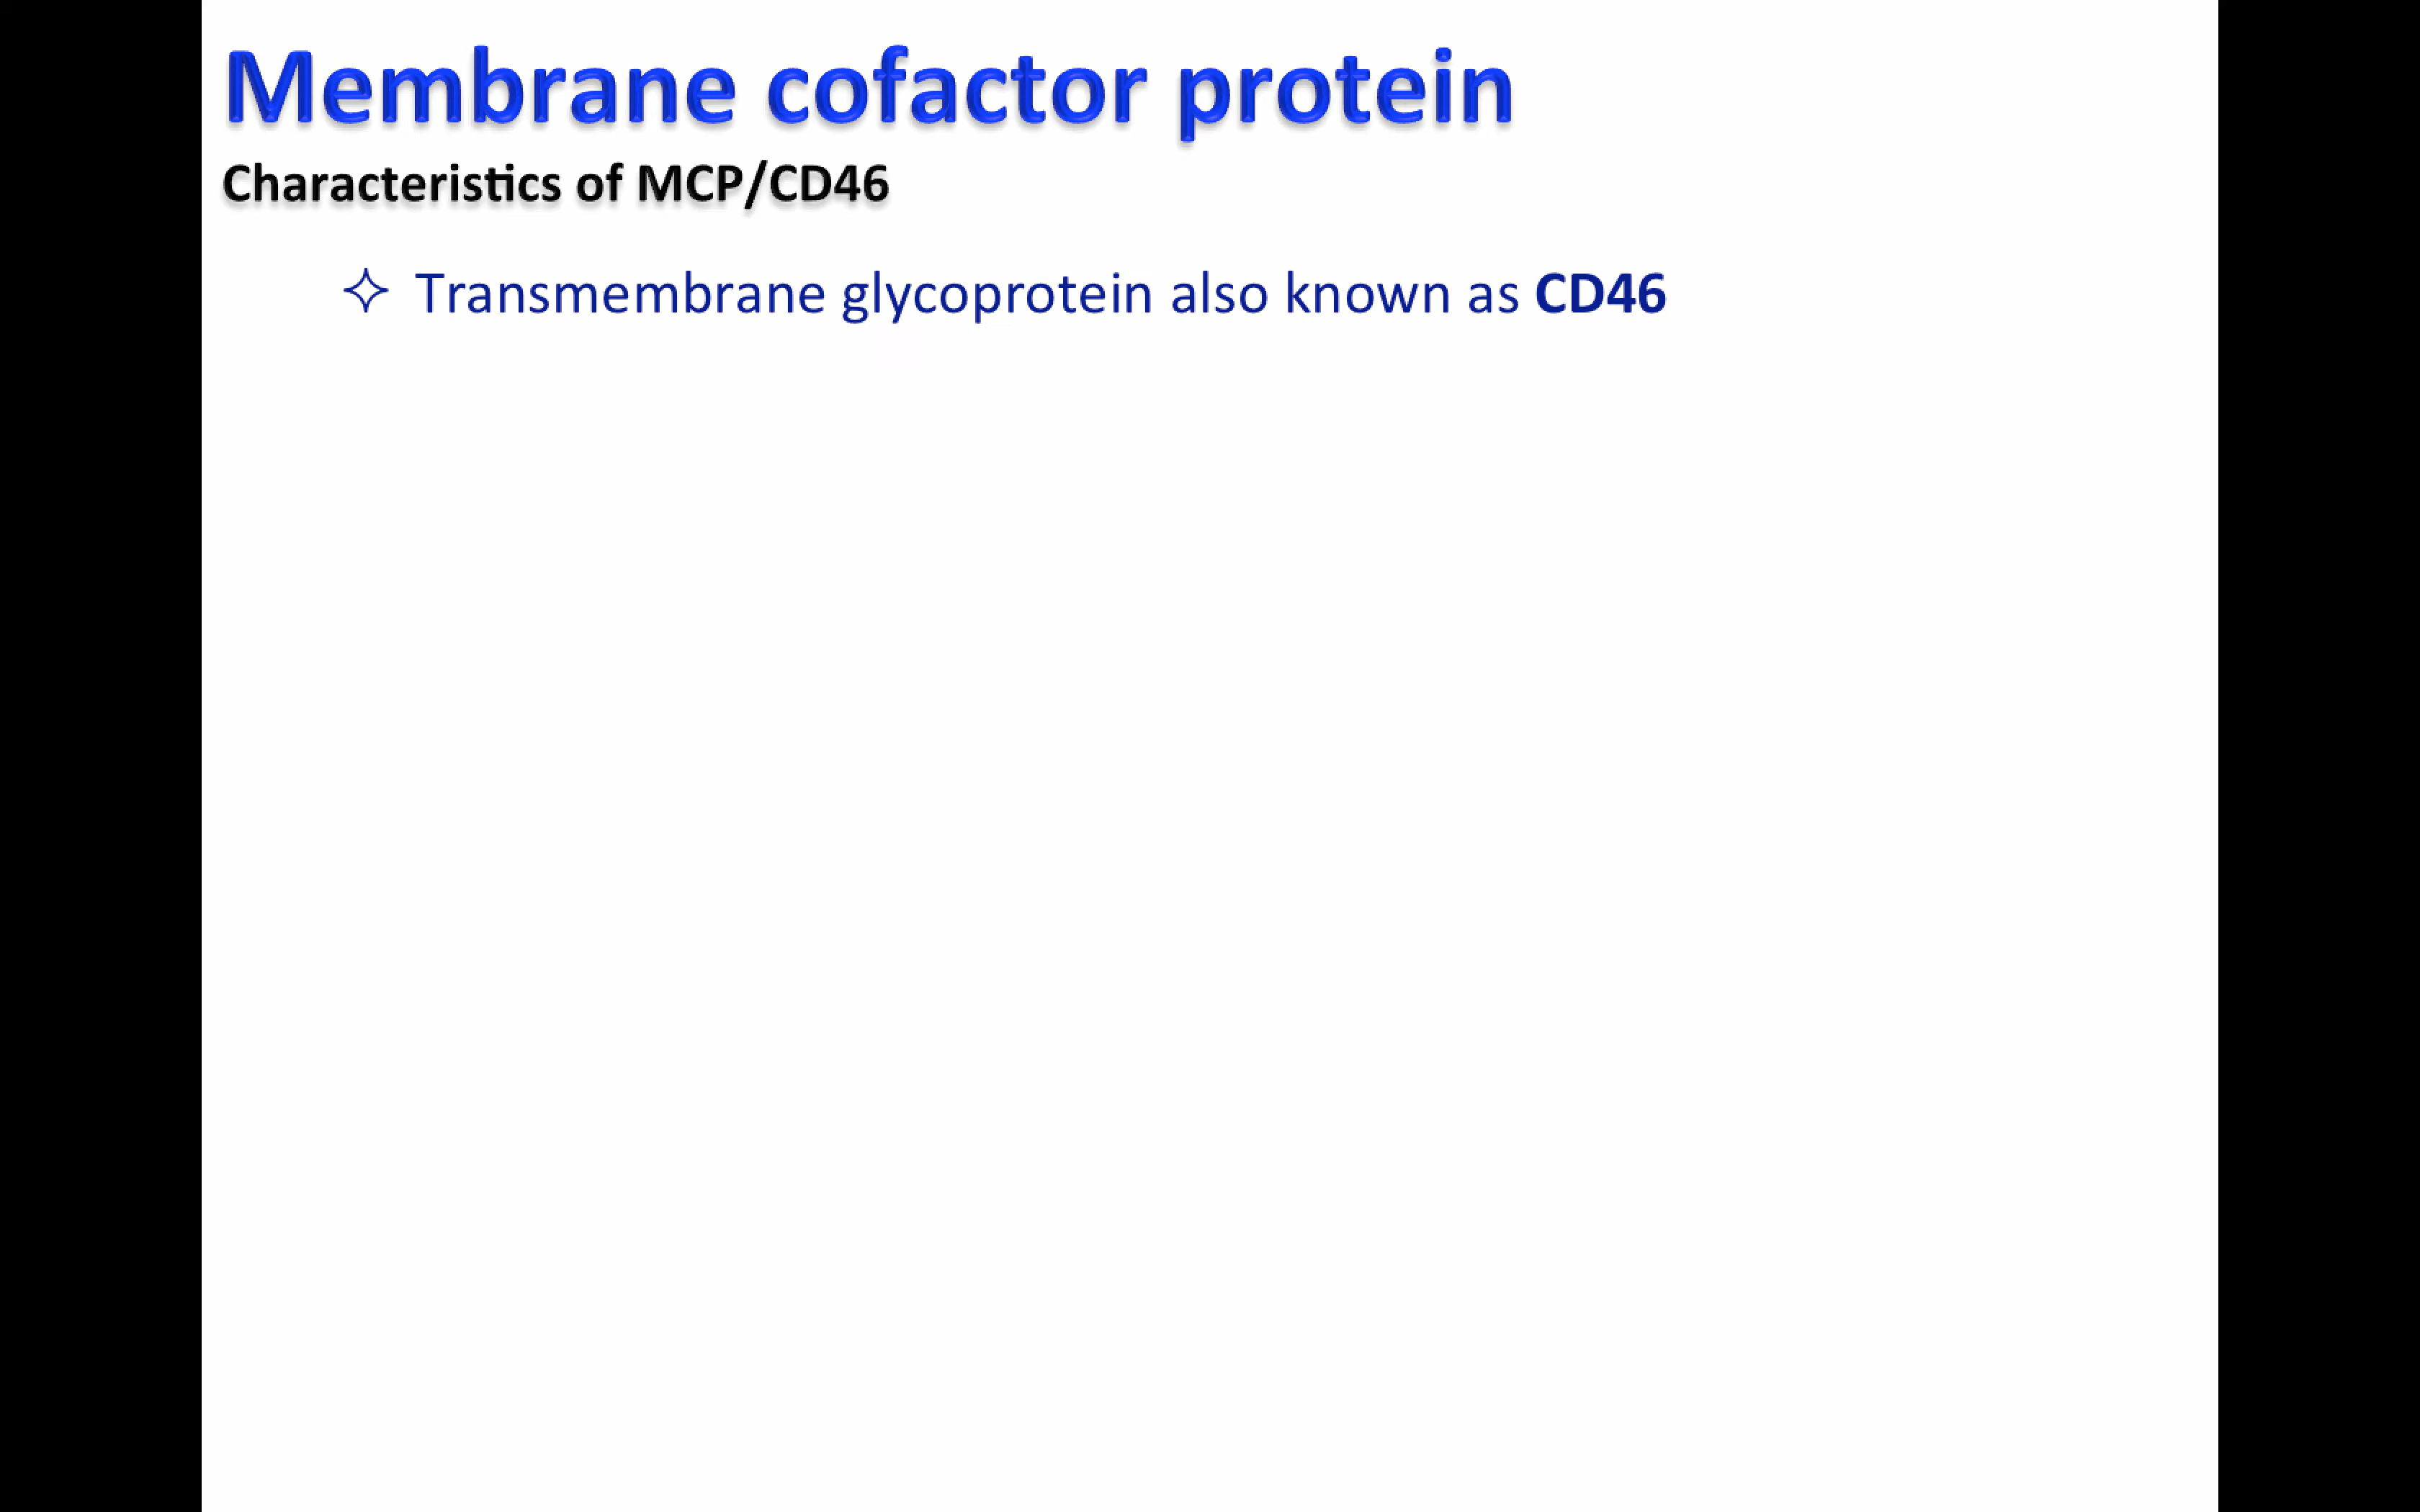 Membrane cofactor protein
Characteristics of MCP/CD46
✧ Transmembrane glycoprotein also known as CD46